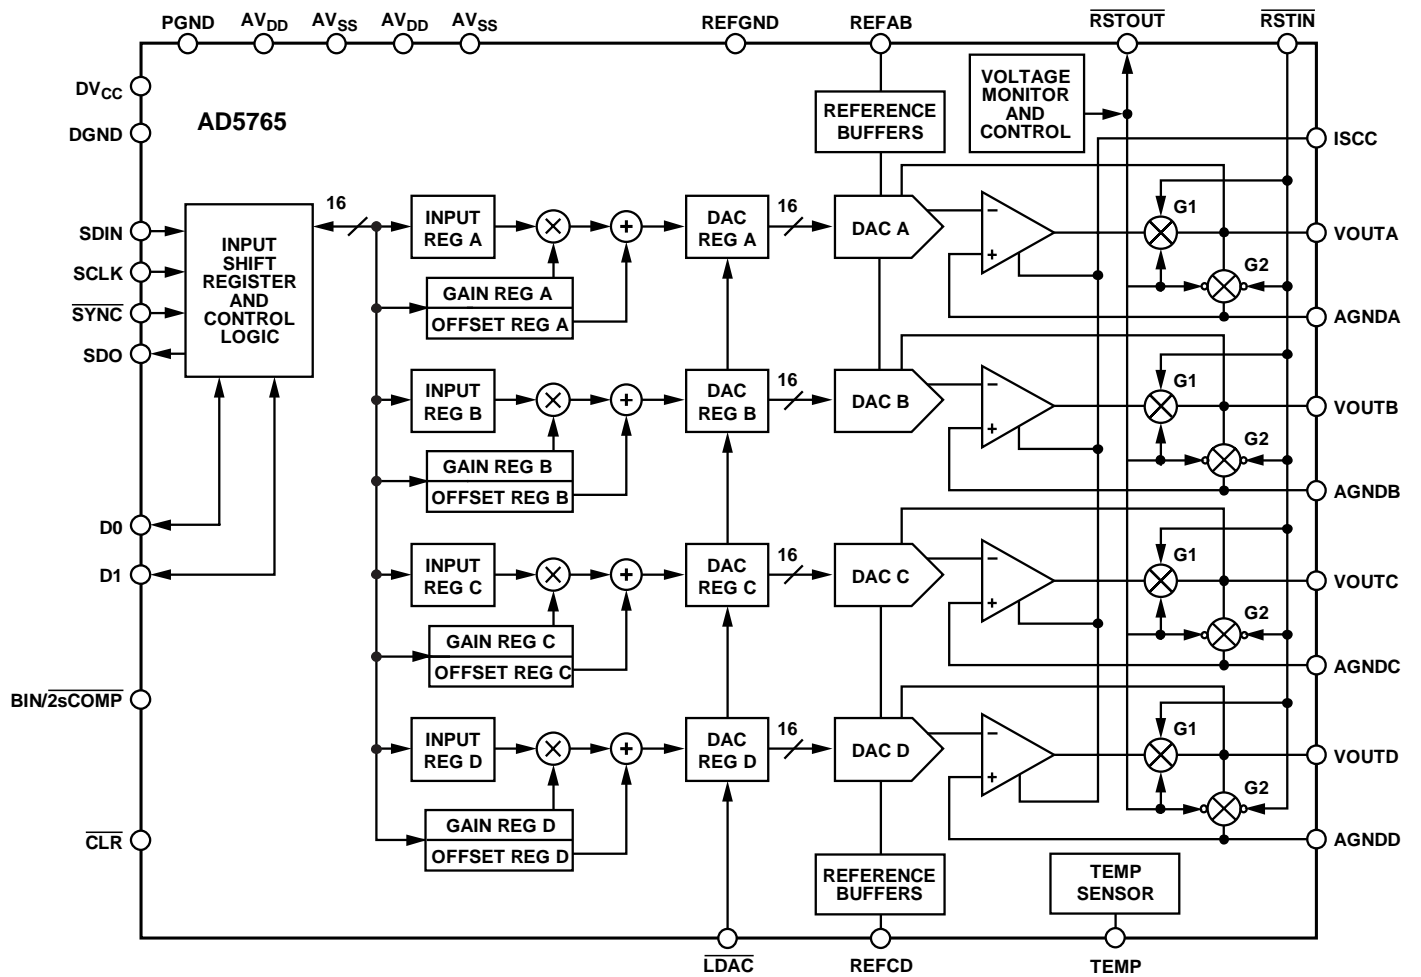 PGND
AVDD
AVSS
AVDD
AVSS
REFGND
REFAB
RSTOUT
RSTIN
DVCC
DGND
AD5765
REFERENCE
BUFFERS
VOLTAGE
MONITOR
AND
CONTROL
ISCC
SDIN
SCLK
SYNC
SDO
INPUT
SHIFT
REGISTER
AND
CONTROL
LOGIC
16
INPUT
REG A
×
+
GAIN REG A
OFFSET REG A
DAC
REG A
16
DAC A
−
+
G1
G2
VOUTA
AGNDA
INPUT
REG B
×
+
GAIN REG B
OFFSET REG B
DAC
REG B
16
DAC B
−
+
G1
G2
VOUTB
AGNDB
D0
D1
INPUT
REG C
×
+
GAIN REG C
OFFSET REG C
DAC
REG C
16
DAC C
−
+
G1
G2
VOUTC
AGNDC
BIN/2sCOMP
CLR
INPUT
REG D
×
+
GAIN REG D
OFFSET REG D
DAC
REG D
16
DAC D
−
+
G1
G2
VOUTD
AGNDD
REFERENCE
BUFFERS
TEMP
SENSOR
LDAC
REFCD
TEMP